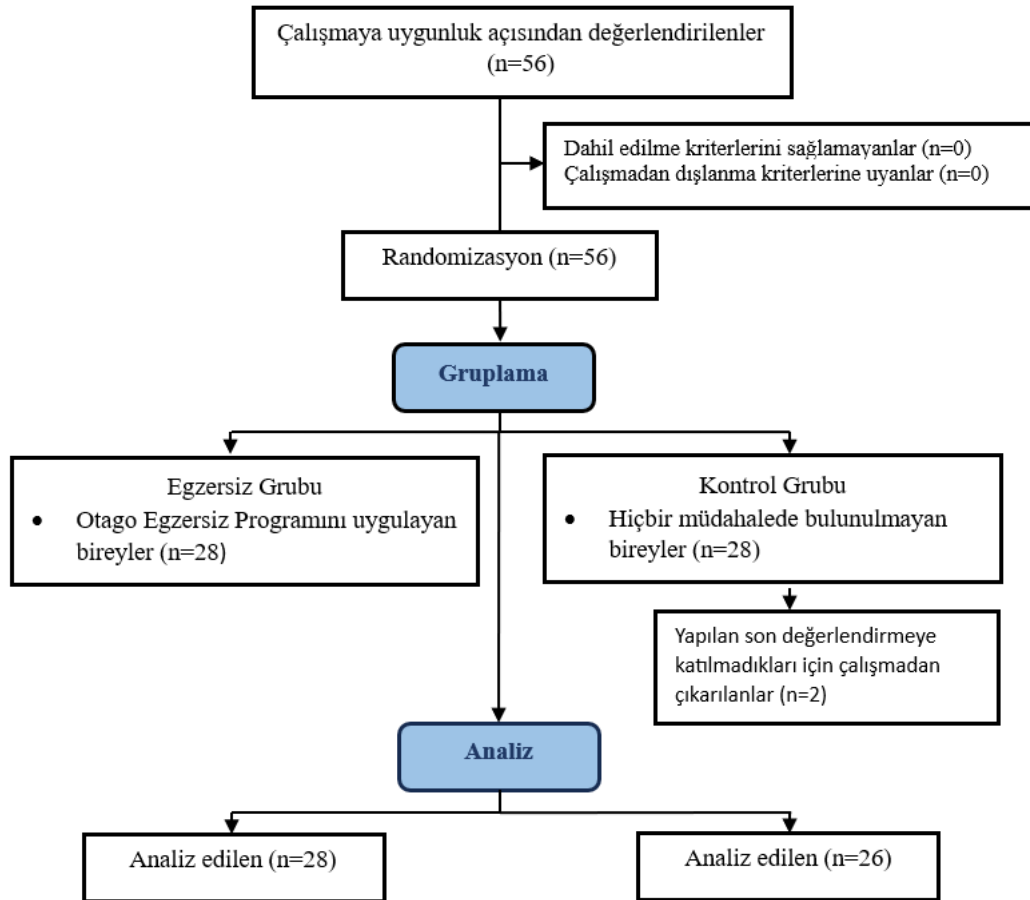 Çalışmaya uygunluk açısından değerlendirilenler
(n=56)
Dahil edilme kriterlerini sağlamayanlar (n=0)
Çalışmadan dışlanma kriterlerine uyanlar (n=0)
Randomizasyon (n=56)
Gruplama
Egzersiz Grubu
• Otago Egzersiz Programını uygulayan
bireyler (n=28)
Kontrol Grubu
• Hiçbir müdahalede bulunulmayan
bireyler (n=28)
Yapılan son değerlendirmeye
katılmadıkları için çalışmadan
çıkarılanlar (n=2)
Analiz
Analiz edilen (n=28)
Analiz edilen (n=26)